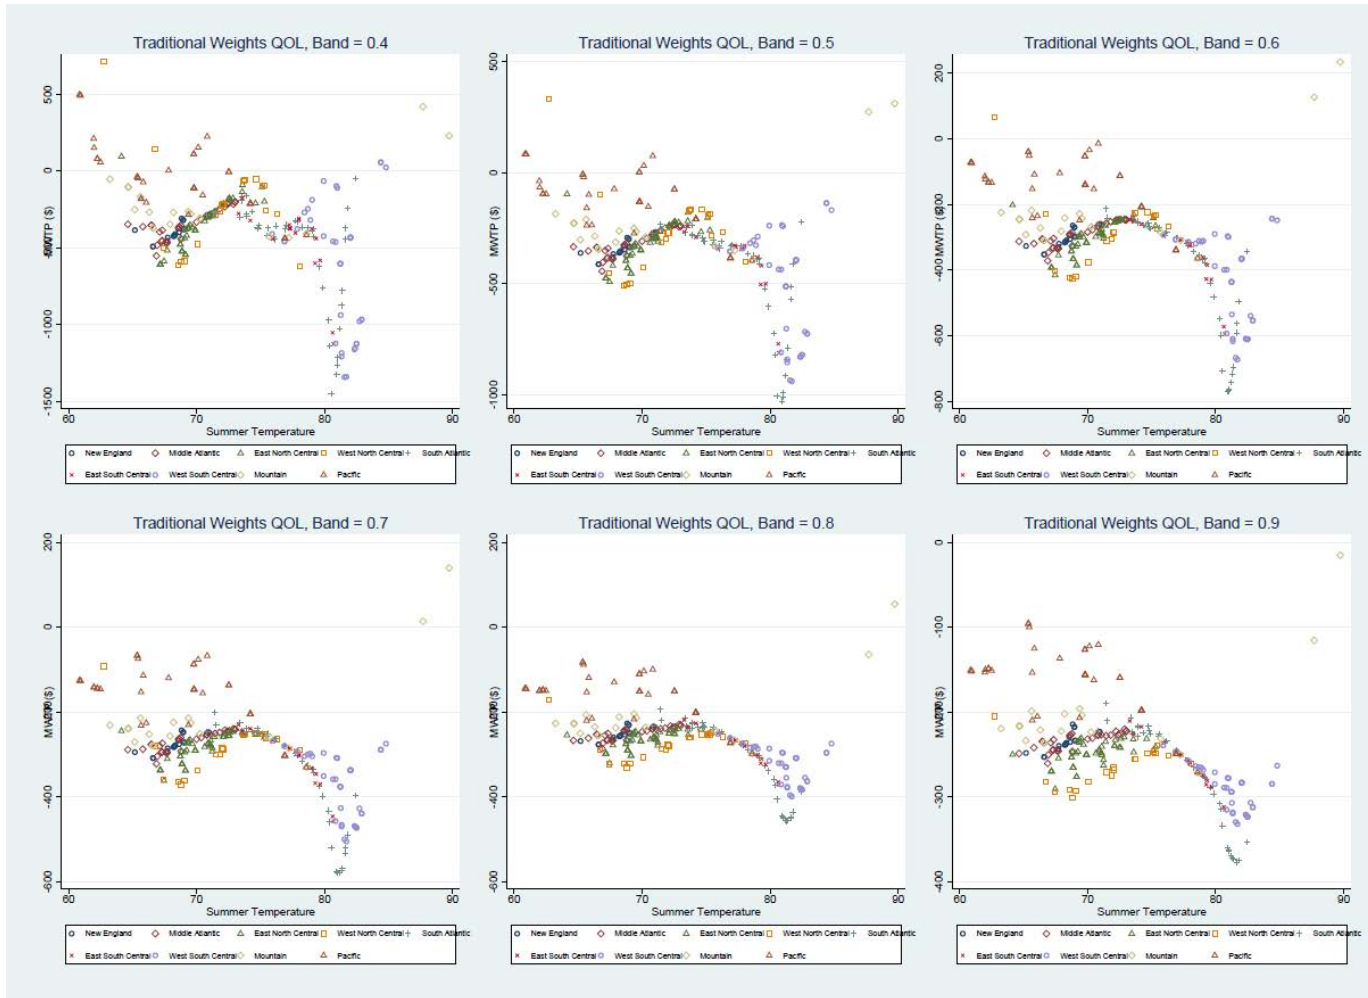 Traditional Weights QOL, Band = 0.4
500
0
-500
-1000
-1500
MWTP ($)
60 70 80 90
Summer Temperature
New England Middle Atlantic East North Central West North Central South Atlantic
East South Central West South Central Mountain Pacific
Traditional Weights QOL, Band = 0.5
500
0
-500
-1000
MWTP ($)
60 70 80 90
Summer Temperature
New England Middle Atlantic East North Central West North Central South Atlantic
East South Central West South Central Mountain Pacific
Traditional Weights QOL, Band = 0.6
200
0
-200
-400
-600
-800
MWTP ($)
60 70 80 90
Summer Temperature
New England Middle Atlantic East North Central West North Central South Atlantic
East South Central West South Central Mountain Pacific
Traditional Weights QOL, Band = 0.7
200
0
-200
-400
-600
MWTP ($)
60 70 80 90
Summer Temperature
New England Middle Atlantic East North Central West North Central South Atlantic
East South Central West South Central Mountain Pacific
Traditional Weights QOL, Band = 0.8
200
0
-200
-400
-600
MWTP ($)
60 70 80 90
Summer Temperature
New England Middle Atlantic East North Central West North Central South Atlantic
East South Central West South Central Mountain Pacific
Traditional Weights QOL, Band = 0.9
0
-100
-200
-300
-400
MWTP ($)
60 70 80 90
Summer Temperature
New England Middle Atlantic East North Central West North Central South Atlantic
East South Central West South Central Mountain Pacific